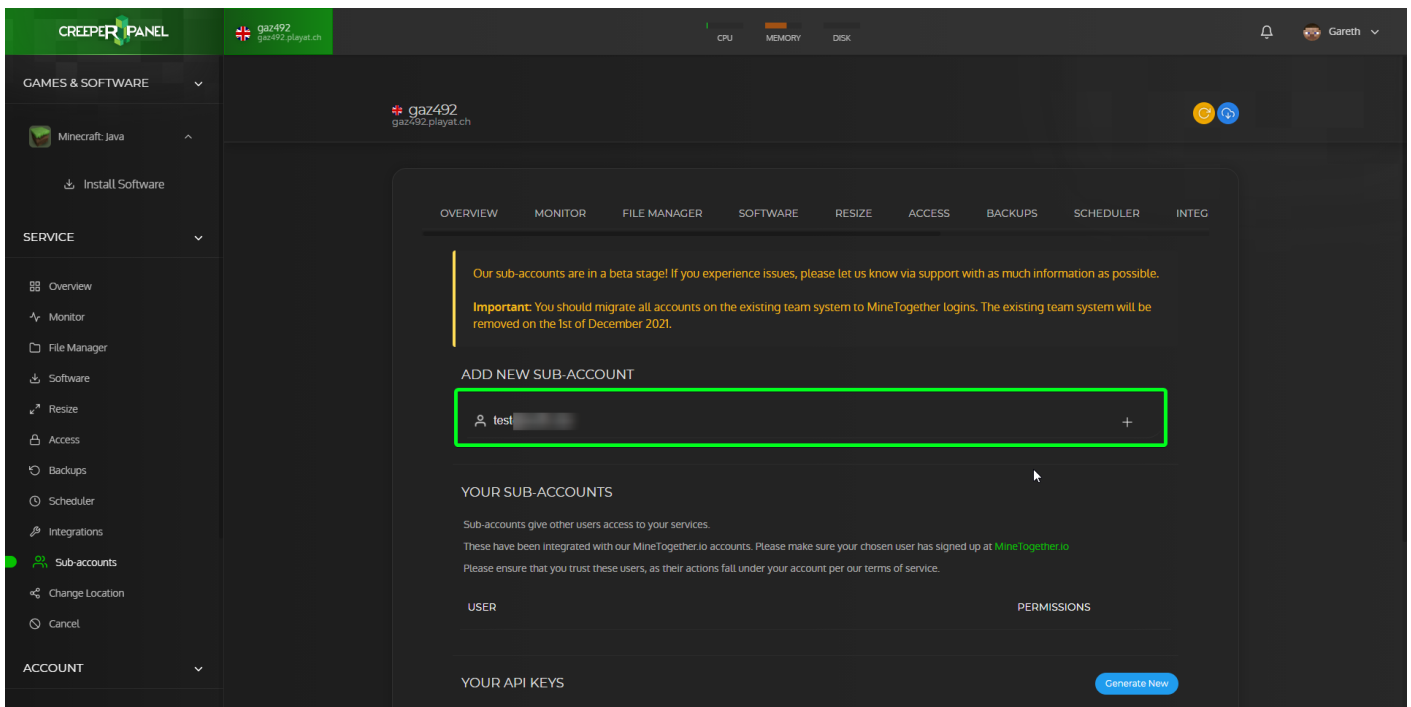 CREEPER PANEL
gaz492
gaz492.playat.ch
CPU
MEMORY
DISK
Gareth
GAMES & SOFTWARE
Minecraft: Java
Install Software
SERVICE
Overview
Monitor
File Manager
Software
Resize
Access
Backups
Scheduler
Integrations
Sub-accounts
Change Location
Cancel
ACCOUNT
gaz492
gaz492.playat.ch
OVERVIEW
MONITOR
FILE MANAGER
SOFTWARE
RESIZE
ACCESS
BACKUPS
SCHEDULER
INTEG
Our sub-accounts are in a beta stage! If you experience issues, please let us know via support with as much information as possible.
Important: You should migrate all accounts on the existing team system to MineTogether logins. The existing team system will be
removed on the 1st of December 2021.
ADD NEW SUB-ACCOUNT
test
YOUR SUB-ACCOUNTS
Sub-accounts give other users access to your services.
These have been integrated with our MineTogether.io accounts. Please make sure your chosen user has signed up at MineTogether.io
Please ensure that you trust these users, as their actions fall under your account per our terms of service.
USER
PERMISSIONS
YOUR API KEYS
Generate New